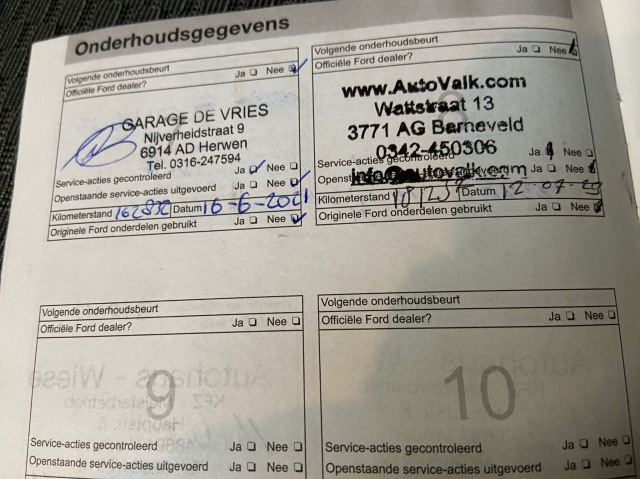 Onderhoudsgegevens
Volgende onderhoudsbeurt
Officiële Ford dealer? Ja Nee
GARAGE DE VRIES
Nijverheidstraat 9
6914 AD Herwen
Tel. 0316-247594
Service-acties gecontroleerd Ja Nee
Openstaande service-acties uitgevoerd Ja Nee
Kilometerstand 162832 Datum 16-6-2021
Originele Ford onderdelen gebruikt Ja Nee
Volgende onderhoudsbeurt
Officiële Ford dealer? Ja Nee
www.AutoValk.com
Wattstraat 13
3771 AG Barneveld
0342-450306
Service-acties gecontroleerd Ja Nee
info@autovalk.com Ja Nee
Kilometerstand Datum
Originele Ford onderdelen gebruikt Ja Nee
Volgende onderhoudsbeurt
Officiële Ford dealer? Ja Nee
9
Service-acties gecontroleerd Ja Nee
Openstaande service-acties uitgevoerd Ja Nee
Volgende onderhoudsbeurt
Officiële Ford dealer? Ja Nee
10
Service-acties gecontroleerd Ja Nee
Openstaande service-acties uitgevoerd Ja Nee